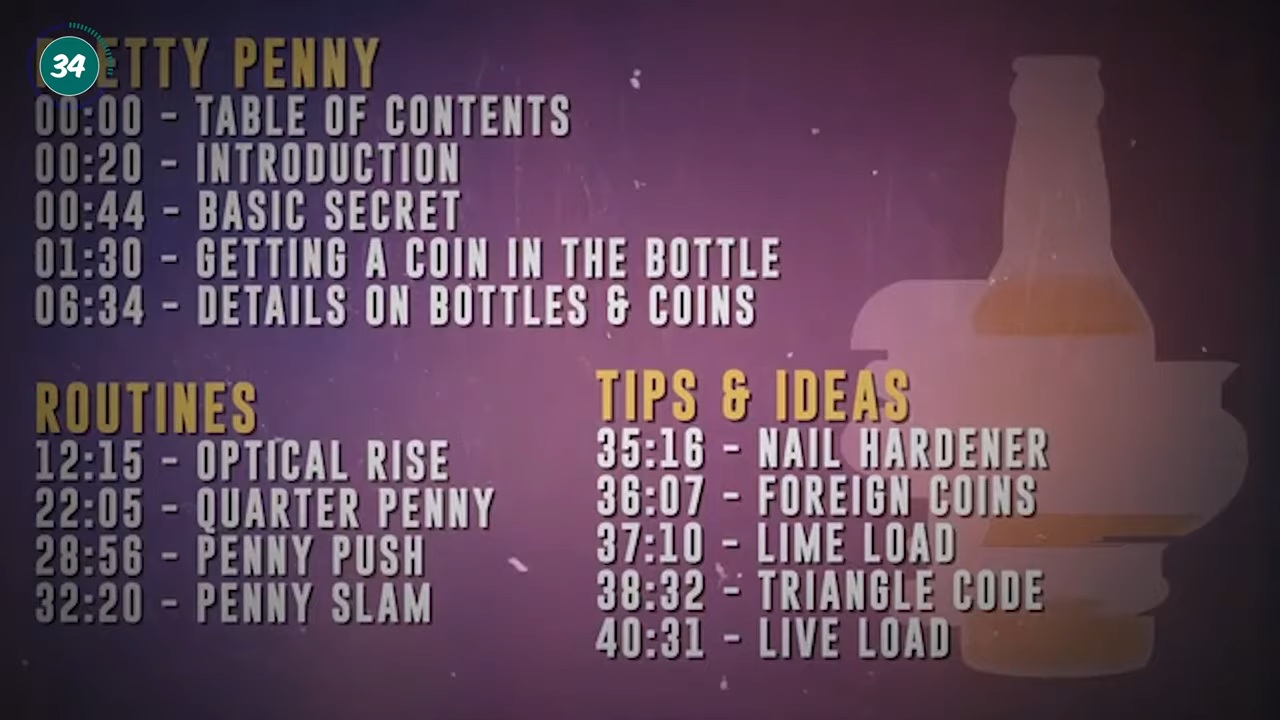 34
ETTY PENNY
00:00 - TABLE OF CONTENTS
00:20 - INTRODUCTION
00:44 - BASIC SECRET
01:30 - GETTING A COIN IN THE BOTTLE
06:34 - DETAILS ON BOTTLES & COINS
ROUTINES
12:15 - OPTICAL RISE
22:05 - QUARTER PENNY
28:56 - PENNY PUSH
32:20 - PENNY SLAM
TIPS & IDEAS
35:16 - NAIL HARDENER
36:07 - FOREIGN COINS
37:10 - LIME LOAD
38:32 - TRIANGLE CODE
40:31 - LIVE LOAD